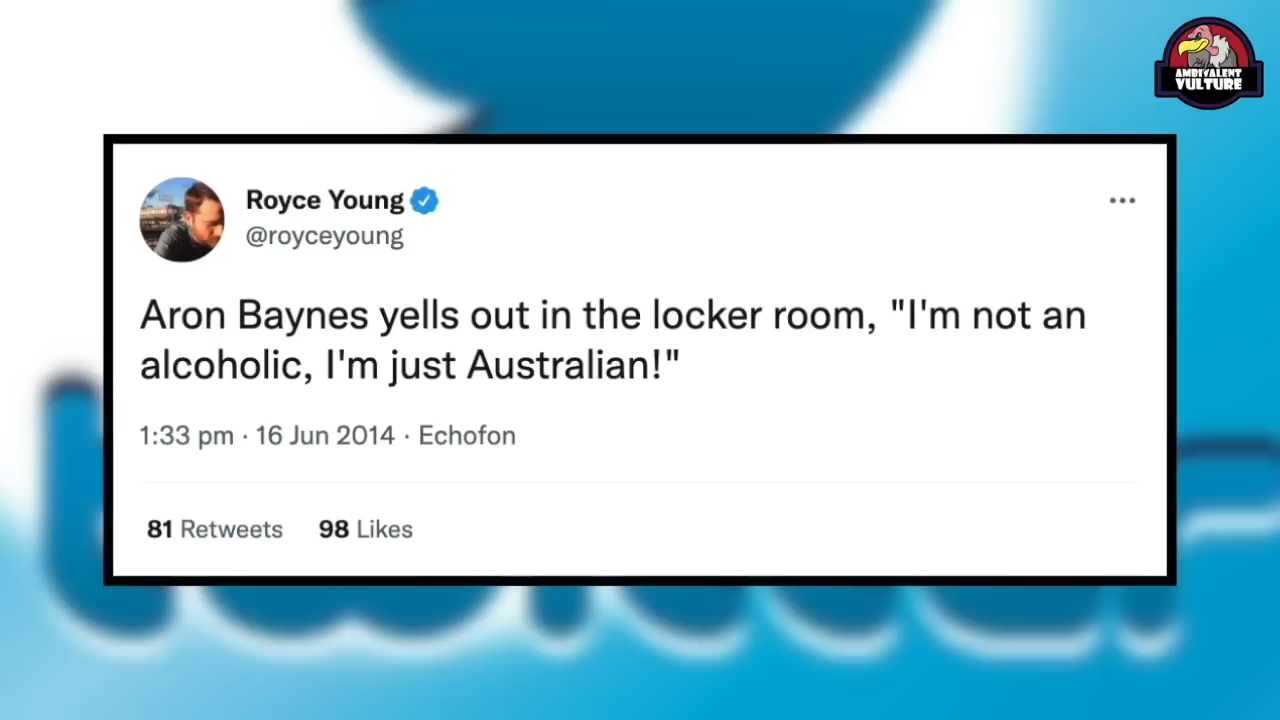 AMBIVALENT
VULTURE
Royce Young
@royceyoung
Aron Baynes yells out in the locker room, "I'm not an
alcoholic, I'm just Australian!"
1:33 pm · 16 Jun 2014 · Echofon
81 Retweets 98 Likes